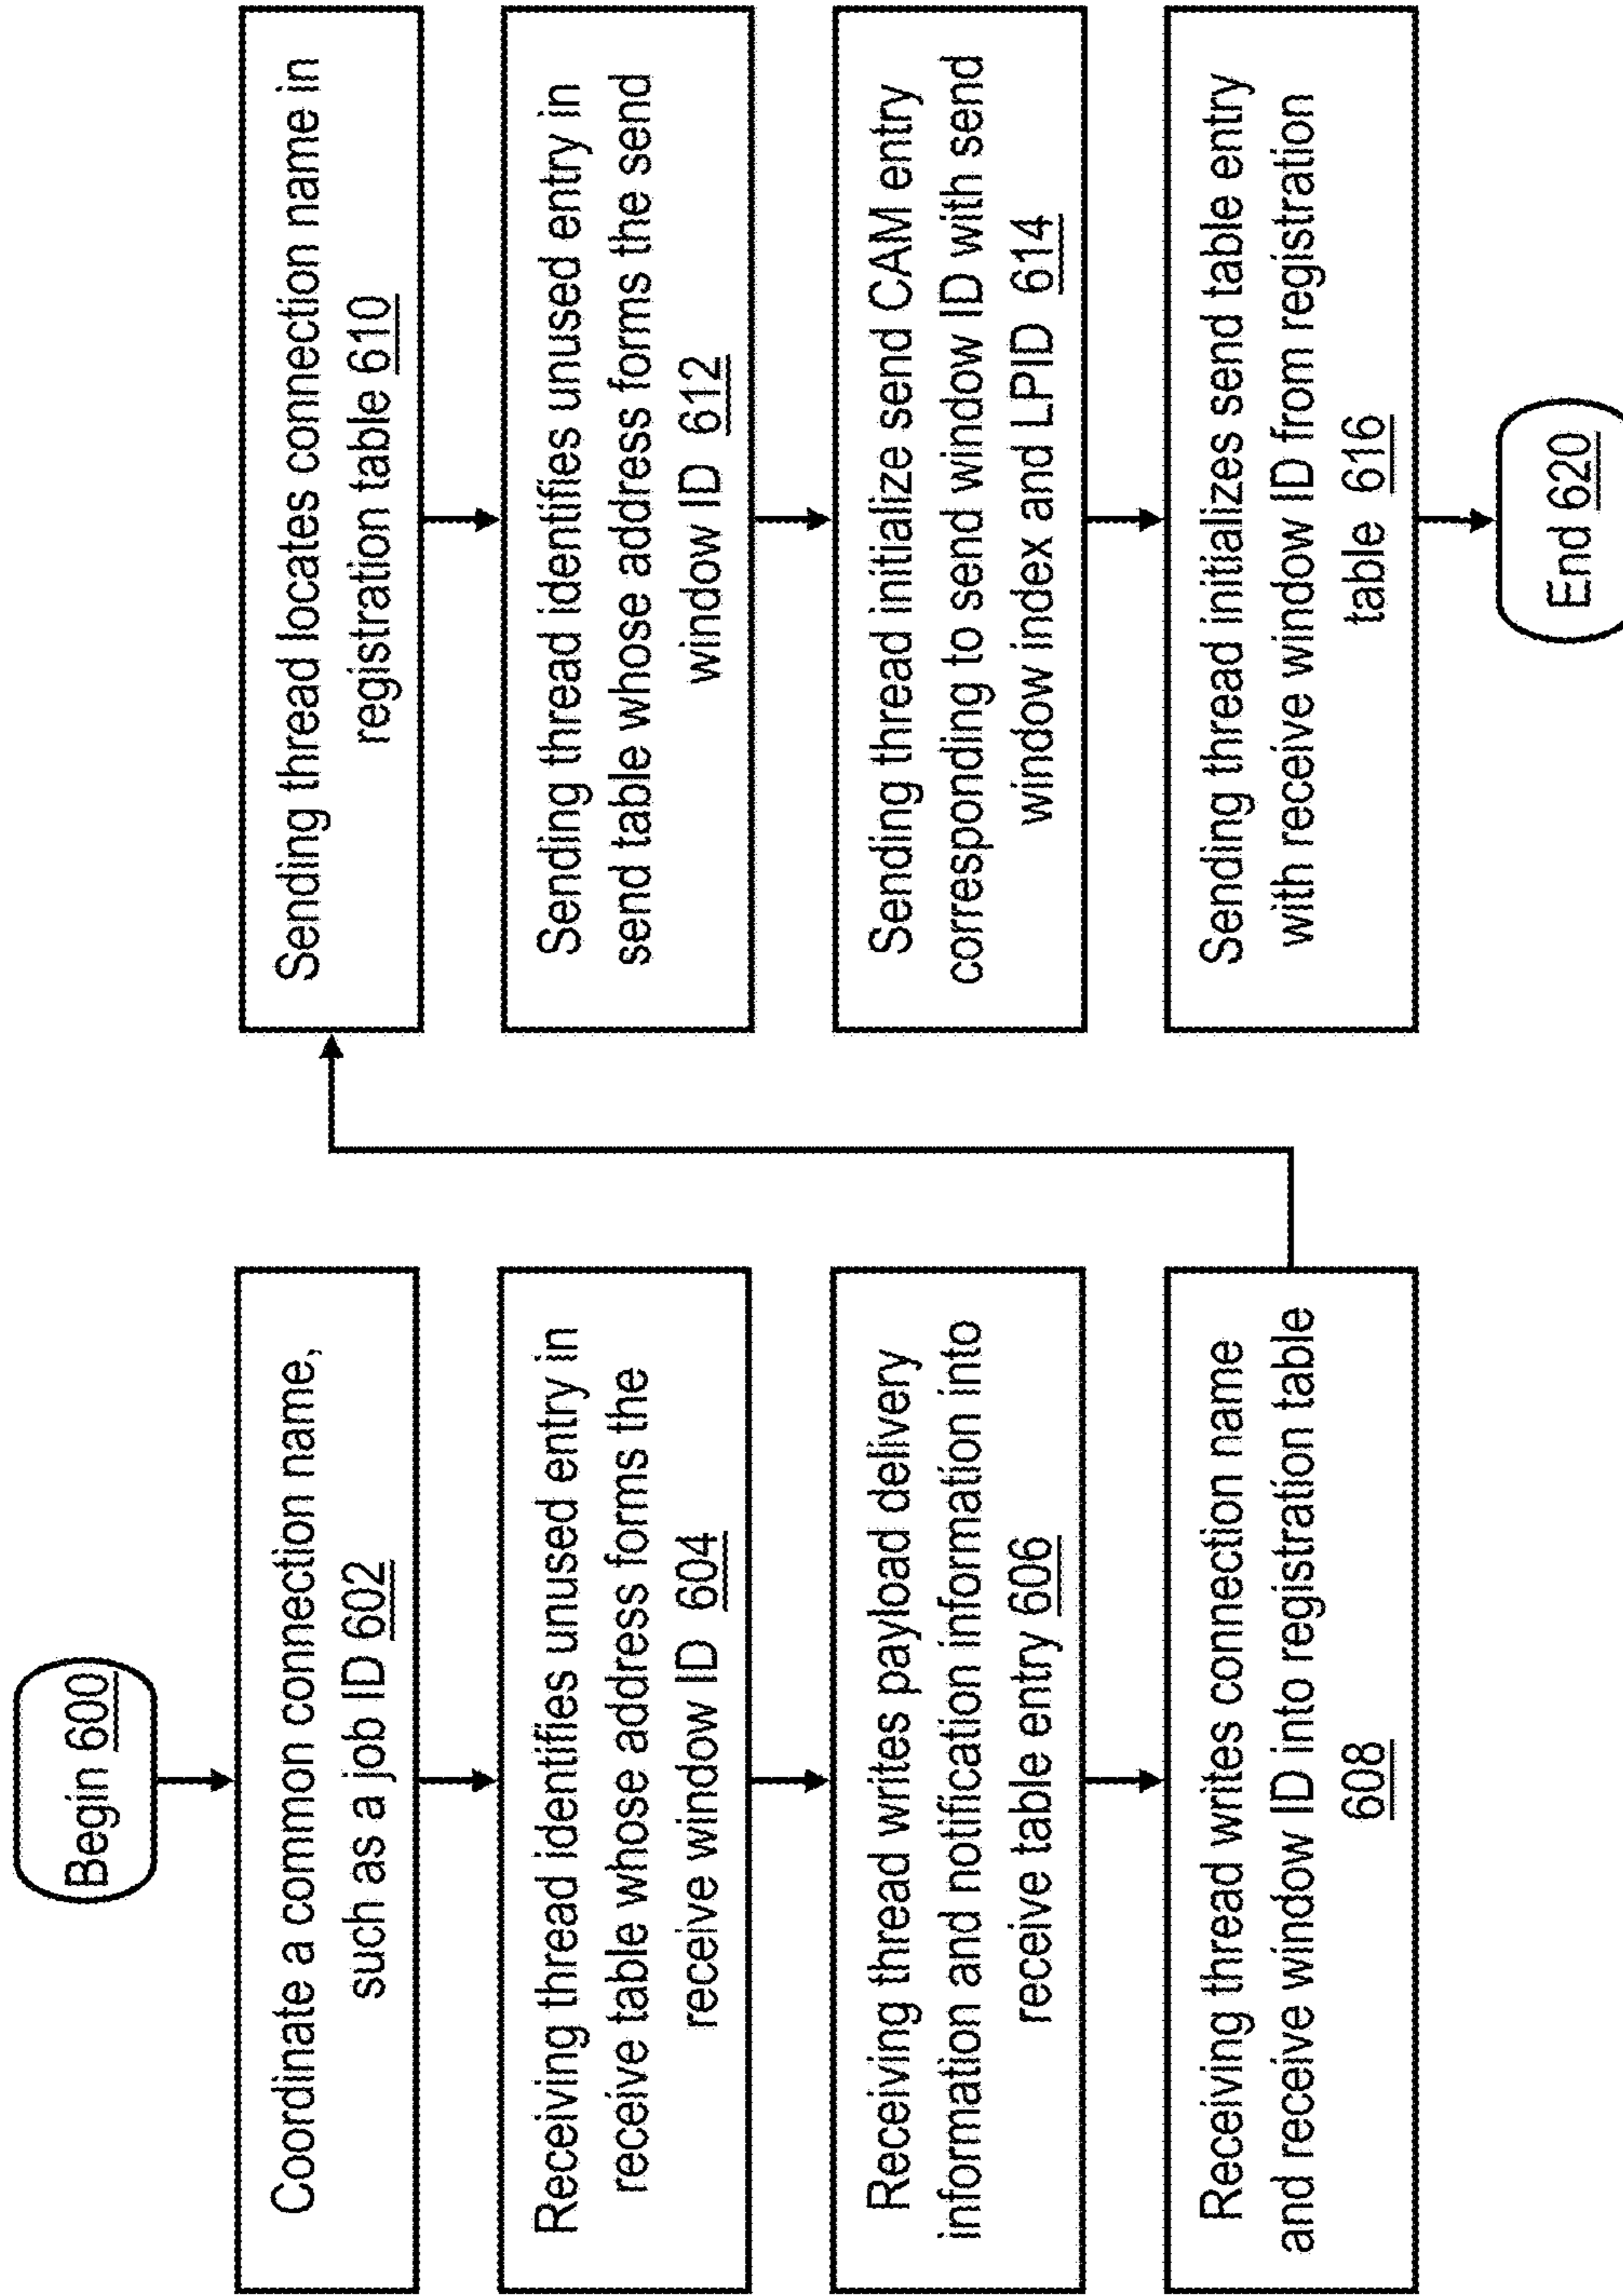 Begin 600
Coordinate a common connection name,
such as a job ID 602
Receiving thread identifies unused entry in
receive table whose address forms the
receive window ID 604
Receiving thread writes payload delivery
information and notification information into
receive table entry 606
Receiving thread writes connection name
and receive window ID into registration table
608
Sending thread locates connection name in
registration table 610
Sending thread identifies unused entry in
send table whose address forms the send
window ID 612
Sending thread initialize send CAM entry
corresponding to send window ID with send
window index and LPID 614
Sending thread initializes send table entry
with receive window ID from registration
table 616
End 620